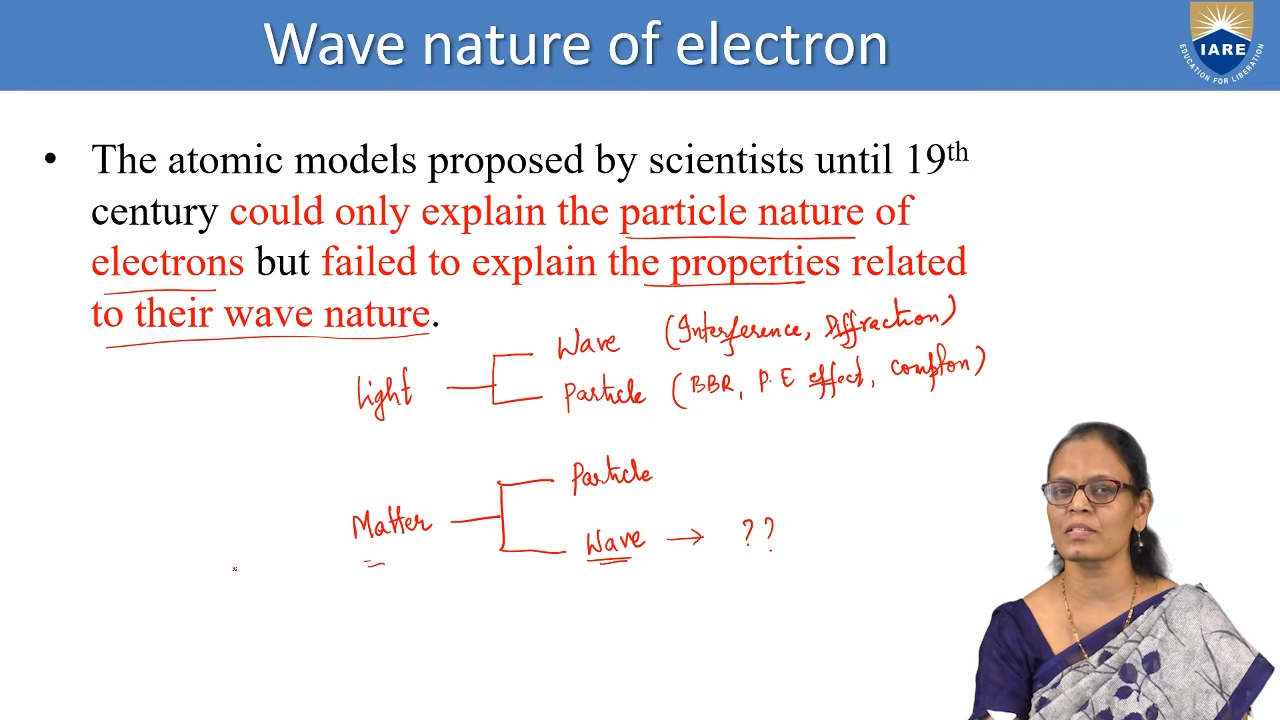 Wave nature of electron
IARE
EDUCATION FOR LIBERATION
• The atomic models proposed by scientists until 19th
century could only explain the particle nature of
electrons but failed to explain the properties related
to their wave nature.
Light
Wave (Interference, Diffraction)
Particle (BBR, P.E effect, compton)
Matter
Particle
Wave → ??